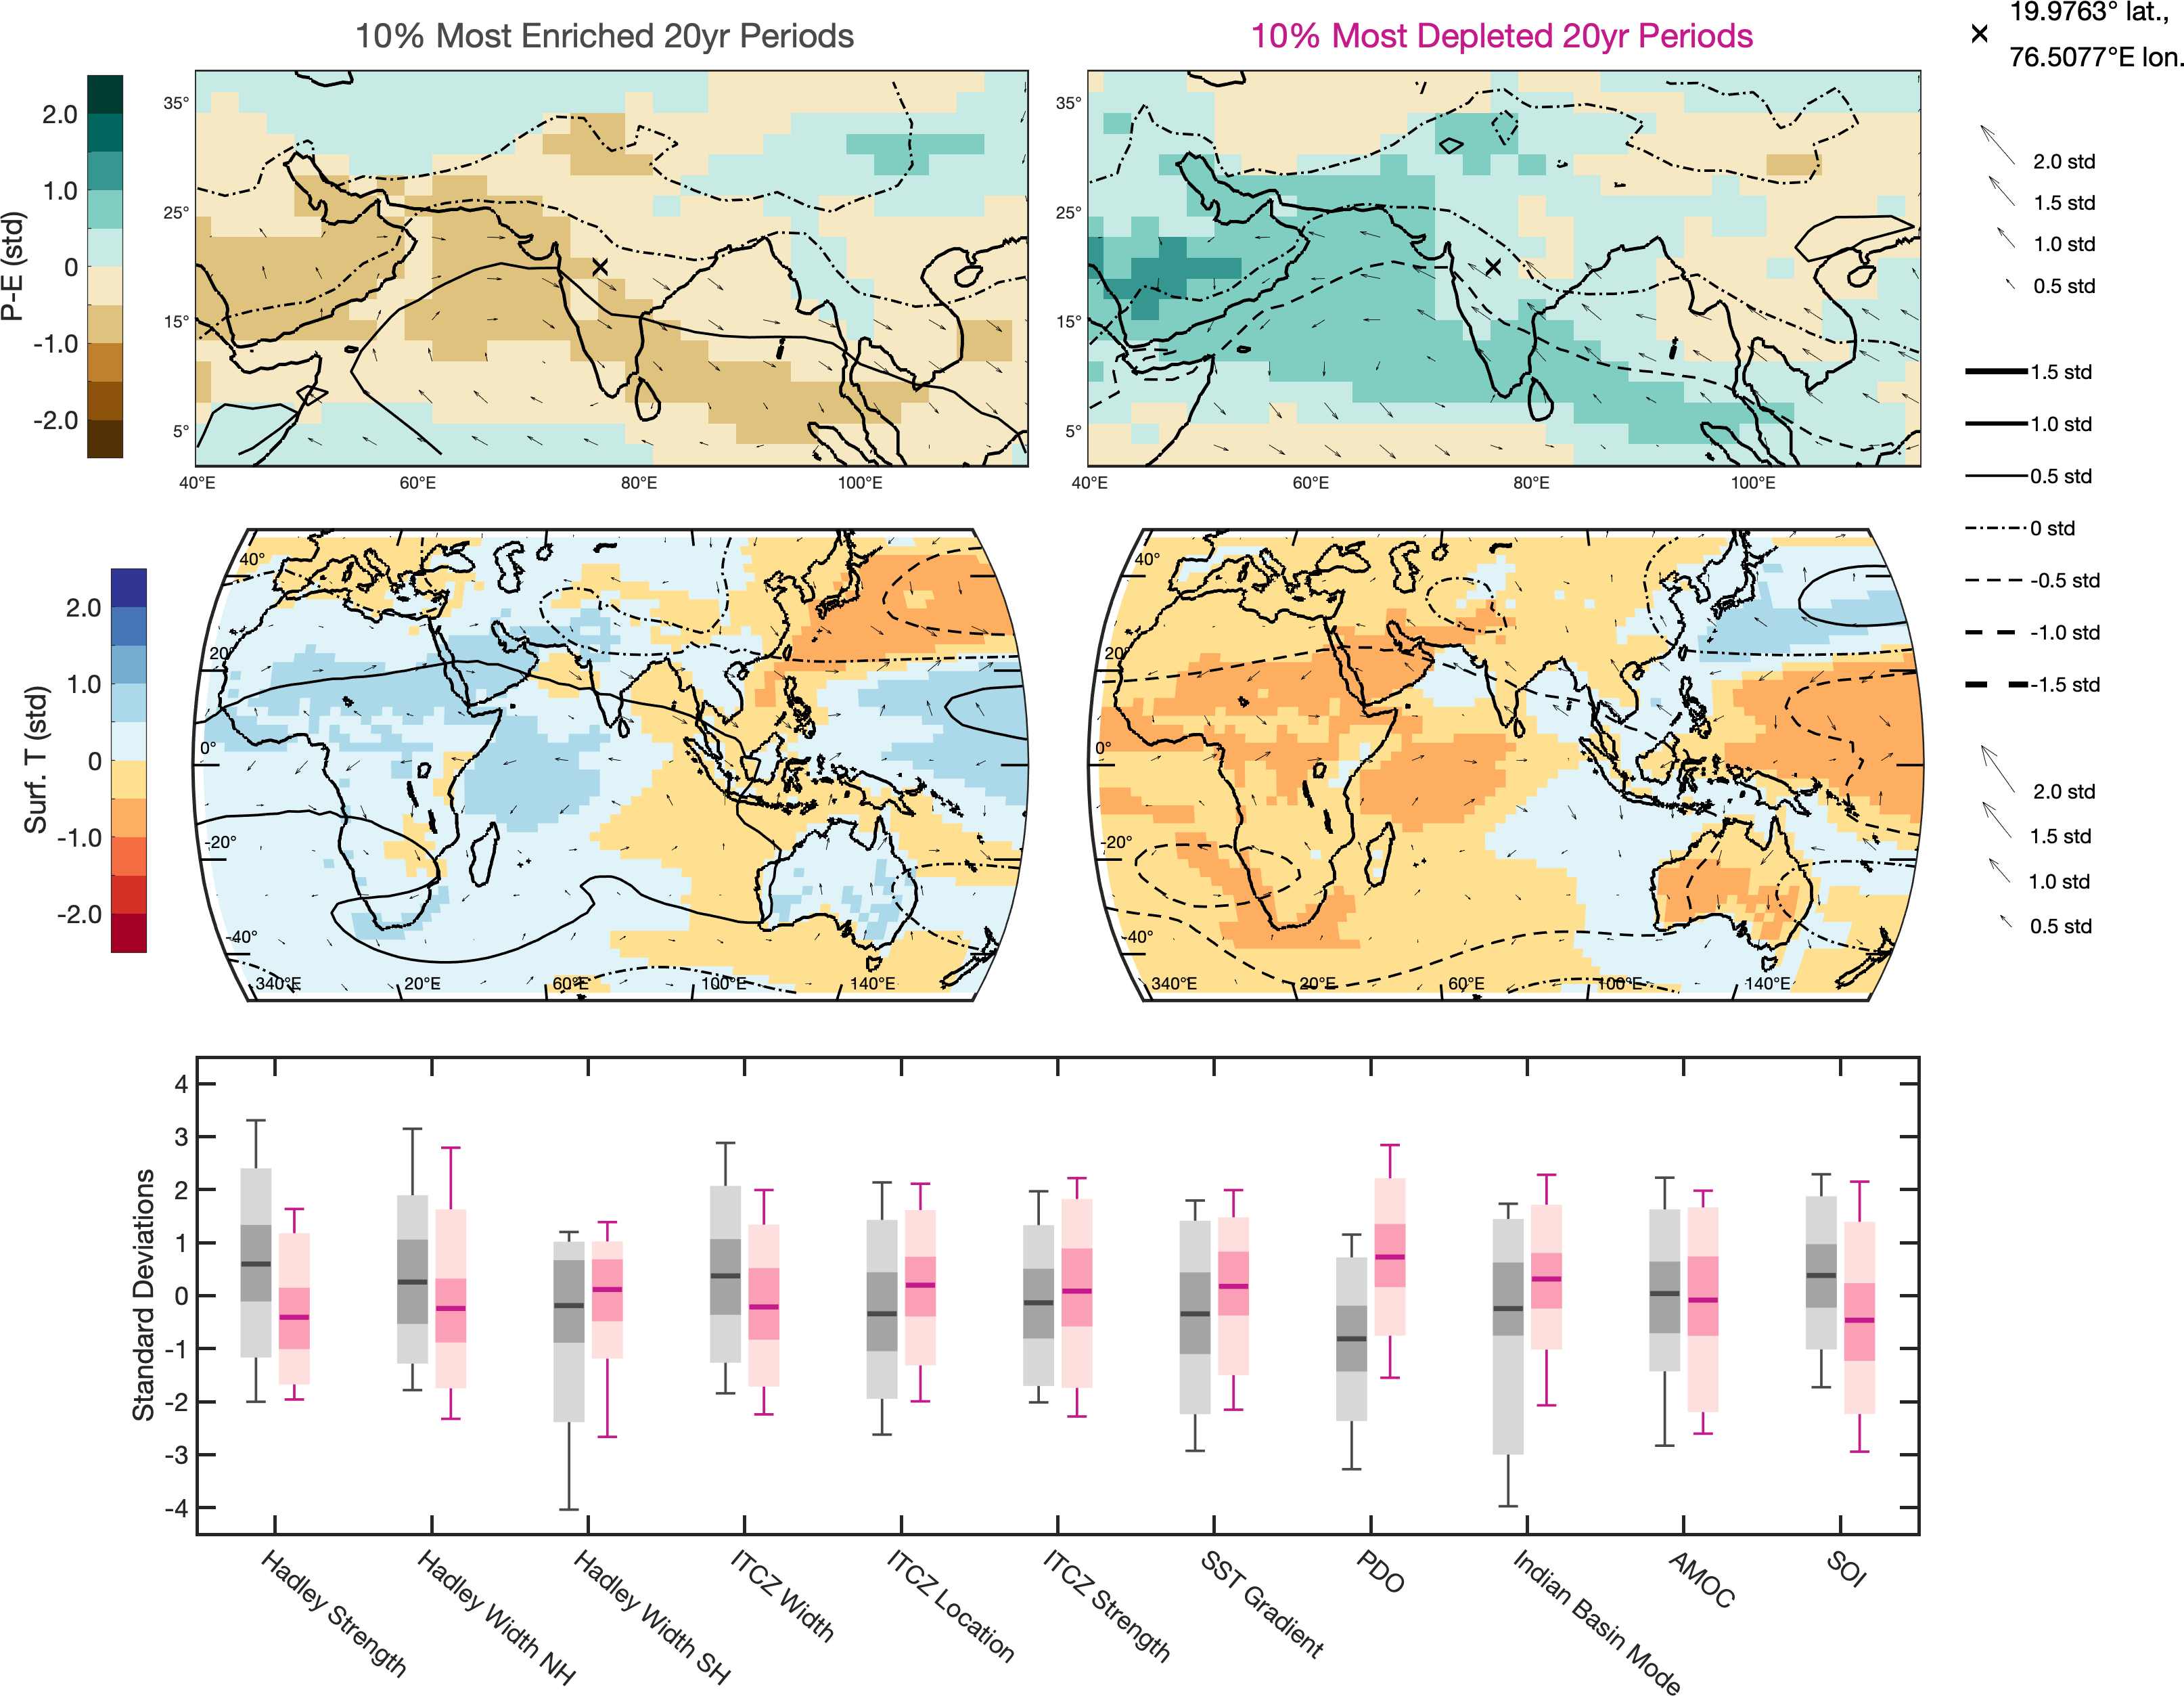 10% Most Enriched 20yr Periods
10% Most Depleted 20yr Periods
19.9763° lat.,
76.5077°E lon.
P-E (std)
2.0
1.0
0
-1.0
-2.0
35°
25°
15°
5°
40°E
60°E
80°E
100°E
35°
25°
15°
5°
40°E
60°E
80°E
100°E
2.0 std
1.5 std
1.0 std
0.5 std
1.5 std
1.0 std
0.5 std
0 std
-0.5 std
-1.0 std
-1.5 std
Surf. T (std)
2.0
1.0
0
-1.0
-2.0
40°
20°
0°
-20°
-40°
340°E
20°E
60°E
100°E
140°E
40°
20°
0°
-20°
-40°
340°E
20°E
60°E
100°E
140°E
2.0 std
1.5 std
1.0 std
0.5 std
Standard Deviations
4
3
2
1
0
-1
-2
-3
-4
Hadley Strength
Hadley Width NH
Hadley Width SH
ITCZ Width
ITCZ Location
ITCZ Strength
SST Gradient
PDO
Indian Basin Mode
AMOC
SOI